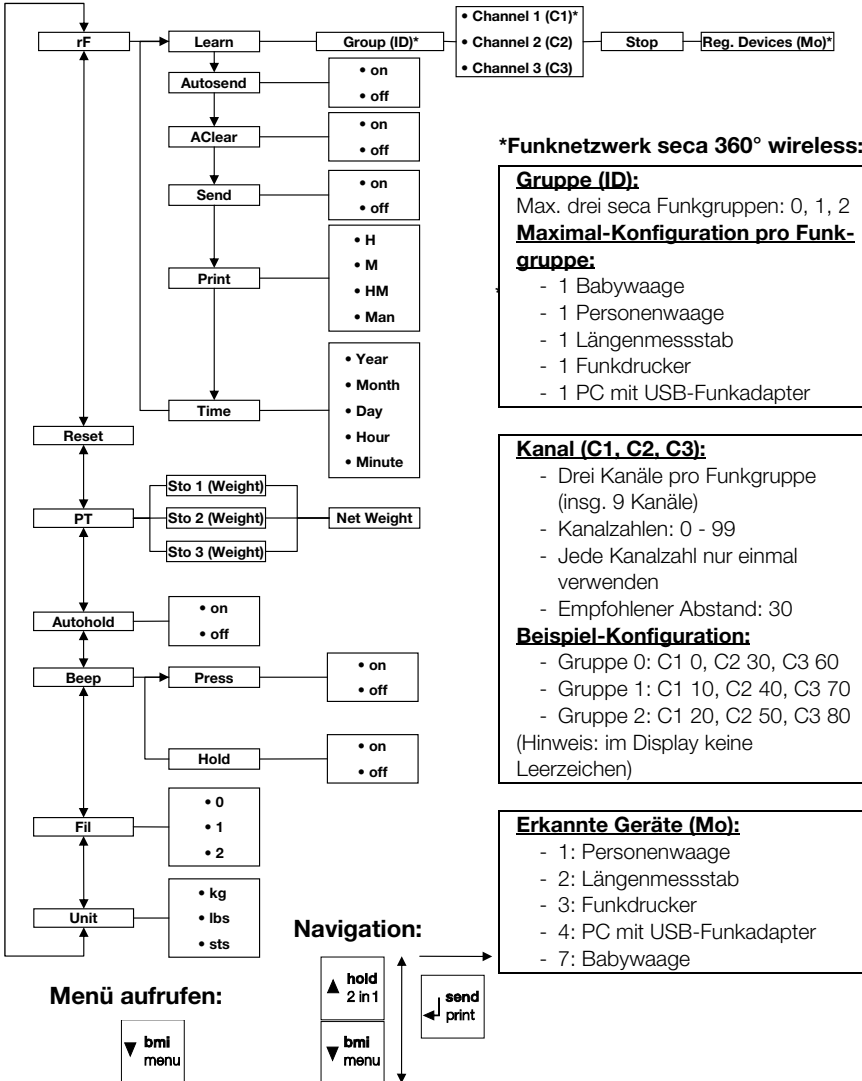 rF
Learn
Group (ID)*
• Channel 1 (C1)*
• Channel 2 (C2)
• Channel 3 (C3)
Stop
Reg. Devices (Mo)*
Autosend
• on
• off
AClear
• on
• off
Send
• on
• off
Print
• H
• M
• HM
• Man
Time
• Year
• Month
• Day
• Hour
• Minute
Reset
PT
Sto 1 (Weight)
Sto 2 (Weight)
Sto 3 (Weight)
Net Weight
Autohold
• on
• off
Beep
Press
• on
• off
Hold
• on
• off
Fil
• 0
• 1
• 2
Unit
• kg
• lbs
• sts
Menü aufrufen:
bmi
menu
Navigation:
hold
2 in 1
bmi
menu
send
print
*Funknetzwerk seca 360° wireless:
Gruppe (ID):
Max. drei seca Funkgruppen: 0, 1, 2
Maximal-Konfiguration pro Funk-
gruppe:
- 1 Babywaage
- 1 Personenwaage
- 1 Längenmessstab
- 1 Funkdrucker
- 1 PC mit USB-Funkadapter
Kanal (C1, C2, C3):
- Drei Kanäle pro Funkgruppe
(insg. 9 Kanäle)
- Kanalzahlen: 0 - 99
- Jede Kanalzahl nur einmal
verwenden
- Empfohlener Abstand: 30
Beispiel-Konfiguration:
- Gruppe 0: C1 0, C2 30, C3 60
- Gruppe 1: C1 10, C2 40, C3 70
- Gruppe 2: C1 20, C2 50, C3 80
(Hinweis: im Display keine
Leerzeichen)
Erkannte Geräte (Mo):
- 1: Personenwaage
- 2: Längenmessstab
- 3: Funkdrucker
- 4: PC mit USB-Funkadapter
- 7: Babywaage